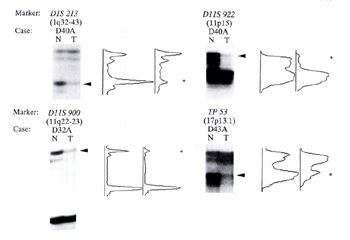 Marker: D1S 213 D11S 922
(1q32-43) (11p15)
Case: D40A D40A
N T N T
Marker: D11S 900 TP 53
(11q22-23) (17p13.1)
Case: D32A D43A
N T N T